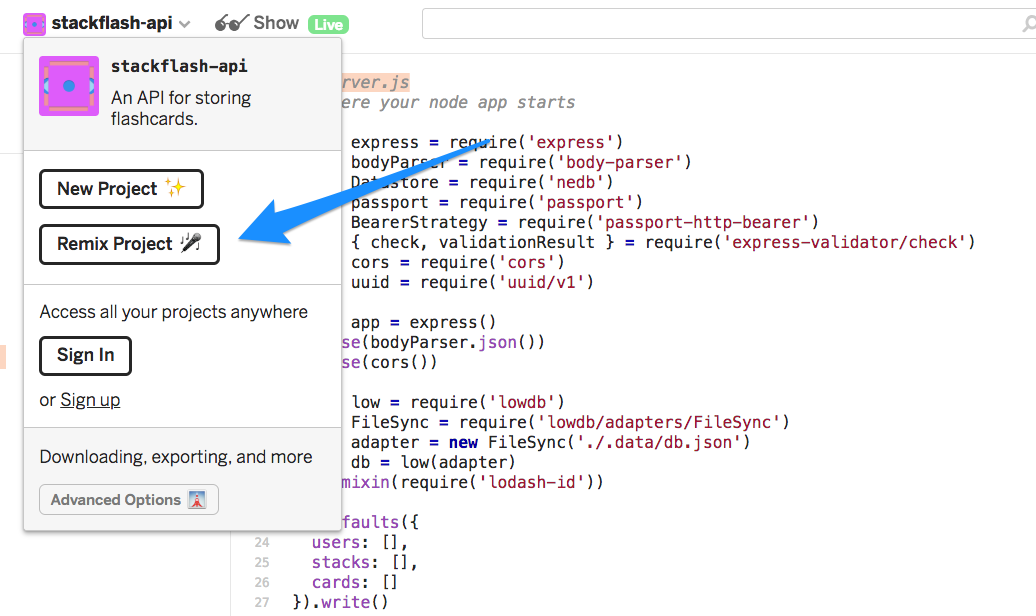 stackflash-api Show Live
stackflash-api
An API for storing
flashcards.
New Project
Remix Project
Access all your projects anywhere
Sign In
or Sign up
Downloading, exporting, and more
Advanced Options
rver.js
ere your node app starts
express = require('express')
bodyParser = require('body-parser')
Datastore = require('nedb')
passport = require('passport')
BearerStrategy = require('passport-http-bearer')
{ check, validationResult } = require('express-validator/check')
cors = require('cors')
uuid = require('uuid/v1')
app = express()
se(bodyParser.json())
se(cors())
low = require('lowdb')
FileSync = require('lowdb/adapters/FileSync')
adapter = new FileSync('./.data/db.json')
db = low(adapter)
mixin(require('lodash-id'))
faults({
24 users: [],
25 stacks: [],
26 cards: []
27 }).write()